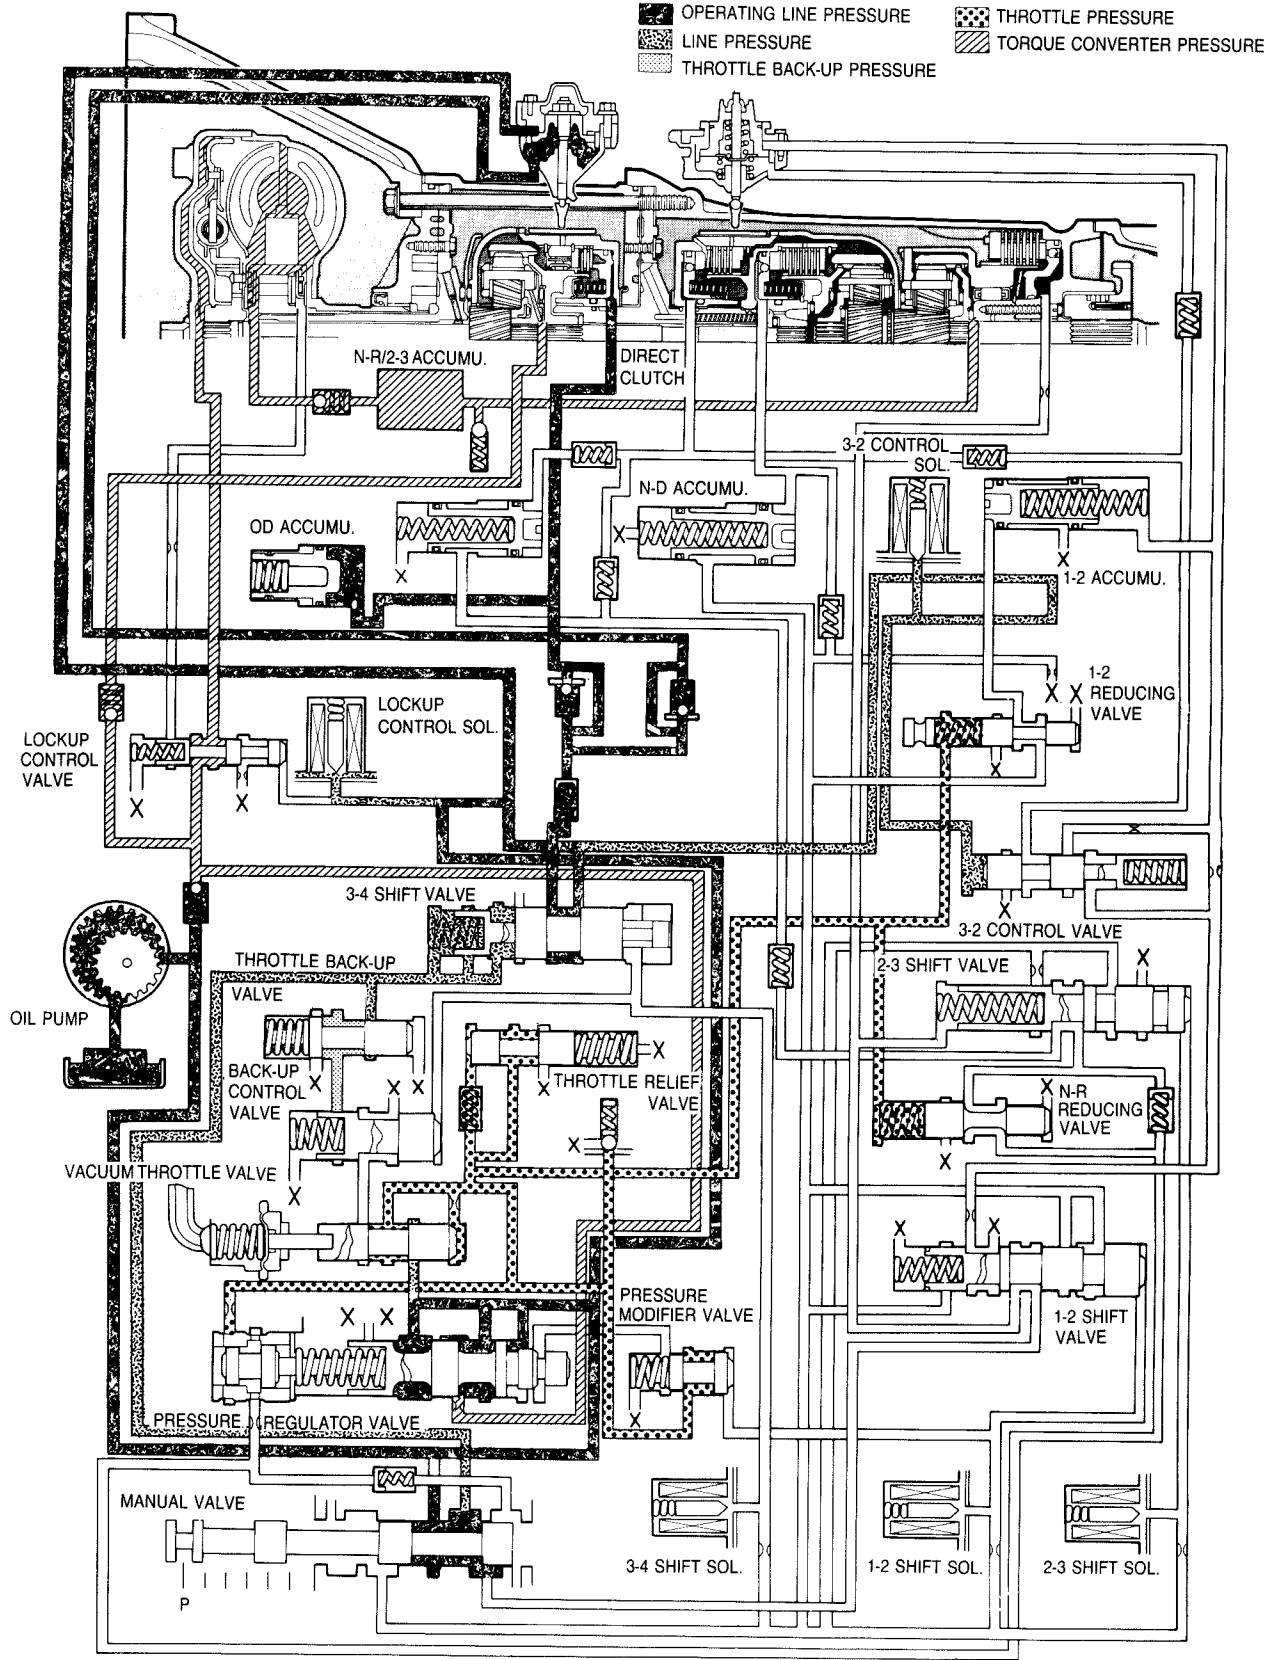 OPERATING LINE PRESSURE
THROTTLE PRESSURE
LINE PRESSURE
TORQUE CONVERTER PRESSURE
THROTTLE BACK-UP PRESSURE
N-R/2-3 ACCUMU.
DIRECT
CLUTCH
3-2 CONTROL
SOL.
N-D ACCUMU.
OD ACCUMU.
X
X
X
1-2 ACCUMU.
1-2
REDUCING
VALVE
X X
LOCKUP
CONTROL SOL.
LOCKUP
CONTROL
VALVE
X
X
X
X
3-4 SHIFT VALVE
X
3-2 CONTROL VALVE
THROTTLE BACK-UP
VALVE
2-3 SHIFT VALVE
X
OIL PUMP
BACK-UP
CONTROL
VALVE
X
X X
X
X
THROTTLE RELIEF
VALVE
X
N-R
REDUCING
VALVE
X
X
VACUUM THROTTLE VALVE
X
X
X
PRESSURE
MODIFIER VALVE
X X
1-2 SHIFT
VALVE
X
PRESSURE REGULATOR VALVE
MANUAL VALVE
P
3-4 SHIFT SOL.
1-2 SHIFT SOL.
2-3 SHIFT SOL.